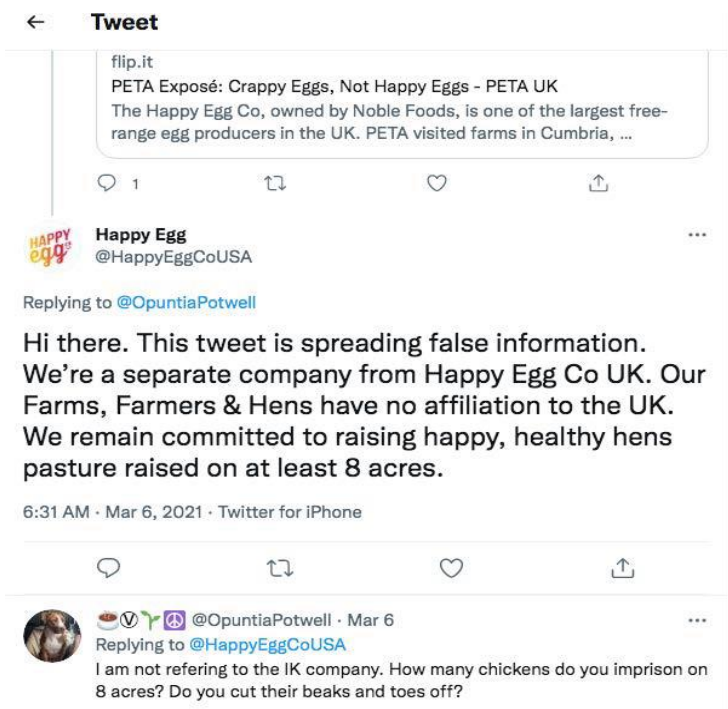 Tweet
flip.it
PETA Exposé: Crappy Eggs, Not Happy Eggs - PETA UK
The Happy Egg Co, owned by Noble Foods, is one of the largest free-
range egg producers in the UK. PETA visited farms in Cumbria, ...
1
HAPPY
egg
Happy Egg
@HappyEggCoUSA
Replying to @OpuntiaPotwell
Hi there. This tweet is spreading false information.
We're a separate company from Happy Egg Co UK. Our
Farms, Farmers & Hens have no affiliation to the UK.
We remain committed to raising happy, healthy hens
pasture raised on at least 8 acres.
6:31 AM · Mar 6, 2021 · Twitter for iPhone
☕Ⓥ🌱☮ @OpuntiaPotwell · Mar 6
Replying to @HappyEggCoUSA
I am not refering to the IK company. How many chickens do you imprison on
8 acres? Do you cut their beaks and toes off?